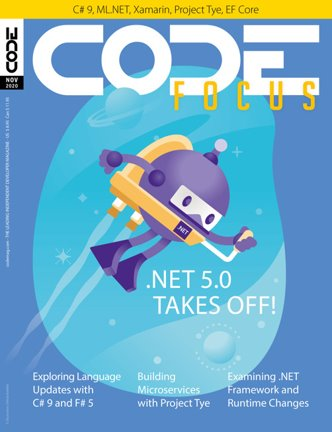 C# 9, ML.NET, Xamarin, Project Tye, EF Core
CODE
FOCUS
CODE
NOV
2020
codemag.com - THE LEADING INDEPENDENT DEVELOPER MAGAZINE - US $ 8.95 Can $ 11.95
.NET
.NET 5.0
TAKES OFF!
Exploring Language
Updates with
C# 9 and F# 5
Building
Microservices
with Project Tye
Examining .NET
Framework and
Runtime Changes